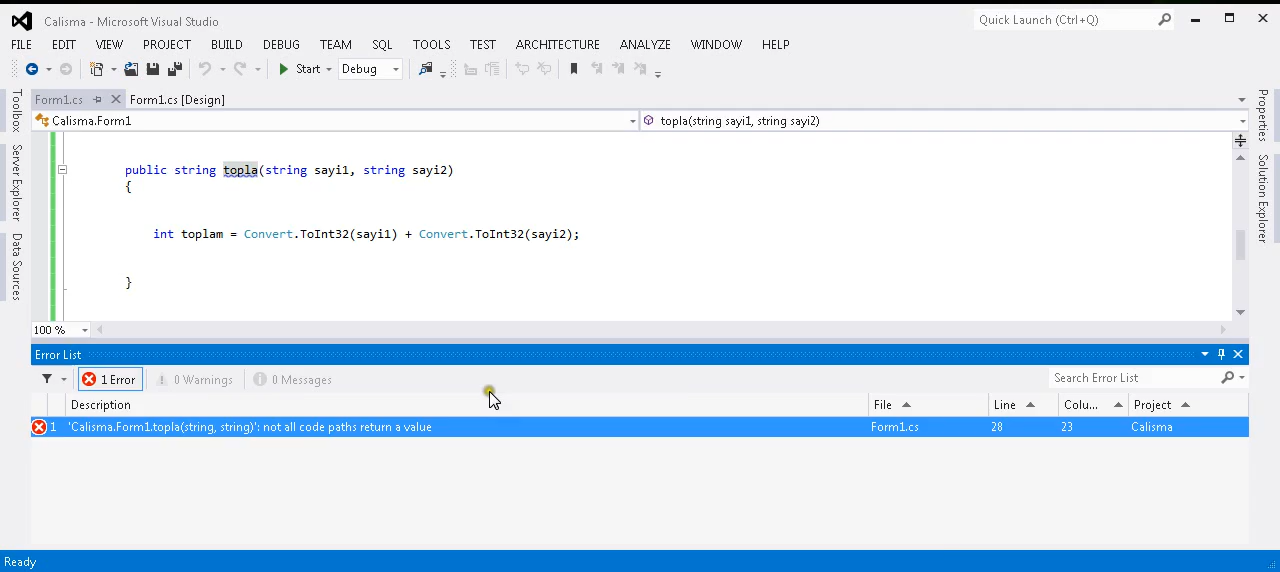 Calisma - Microsoft Visual Studio
Quick Launch (Ctrl+Q)
FILE EDIT VIEW PROJECT BUILD DEBUG TEAM SQL TOOLS TEST ARCHITECTURE ANALYZE WINDOW HELP
Start Debug
Form1.cs Form1.cs [Design]
Calisma.Form1 topla(string sayi1, string sayi2)
Toolbox
Server Explorer
Data Sources
public string topla(string sayi1, string sayi2)
{
int toplam = Convert.ToInt32(sayi1) + Convert.ToInt32(sayi2);
}
Properties
Solution Explorer
100 %
Error List
1 Error 0 Warnings 0 Messages
Search Error List
Description File Line Colu... Project
1 'Calisma.Form1.topla(string, string)': not all code paths return a value Form1.cs 28 23 Calisma
Ready